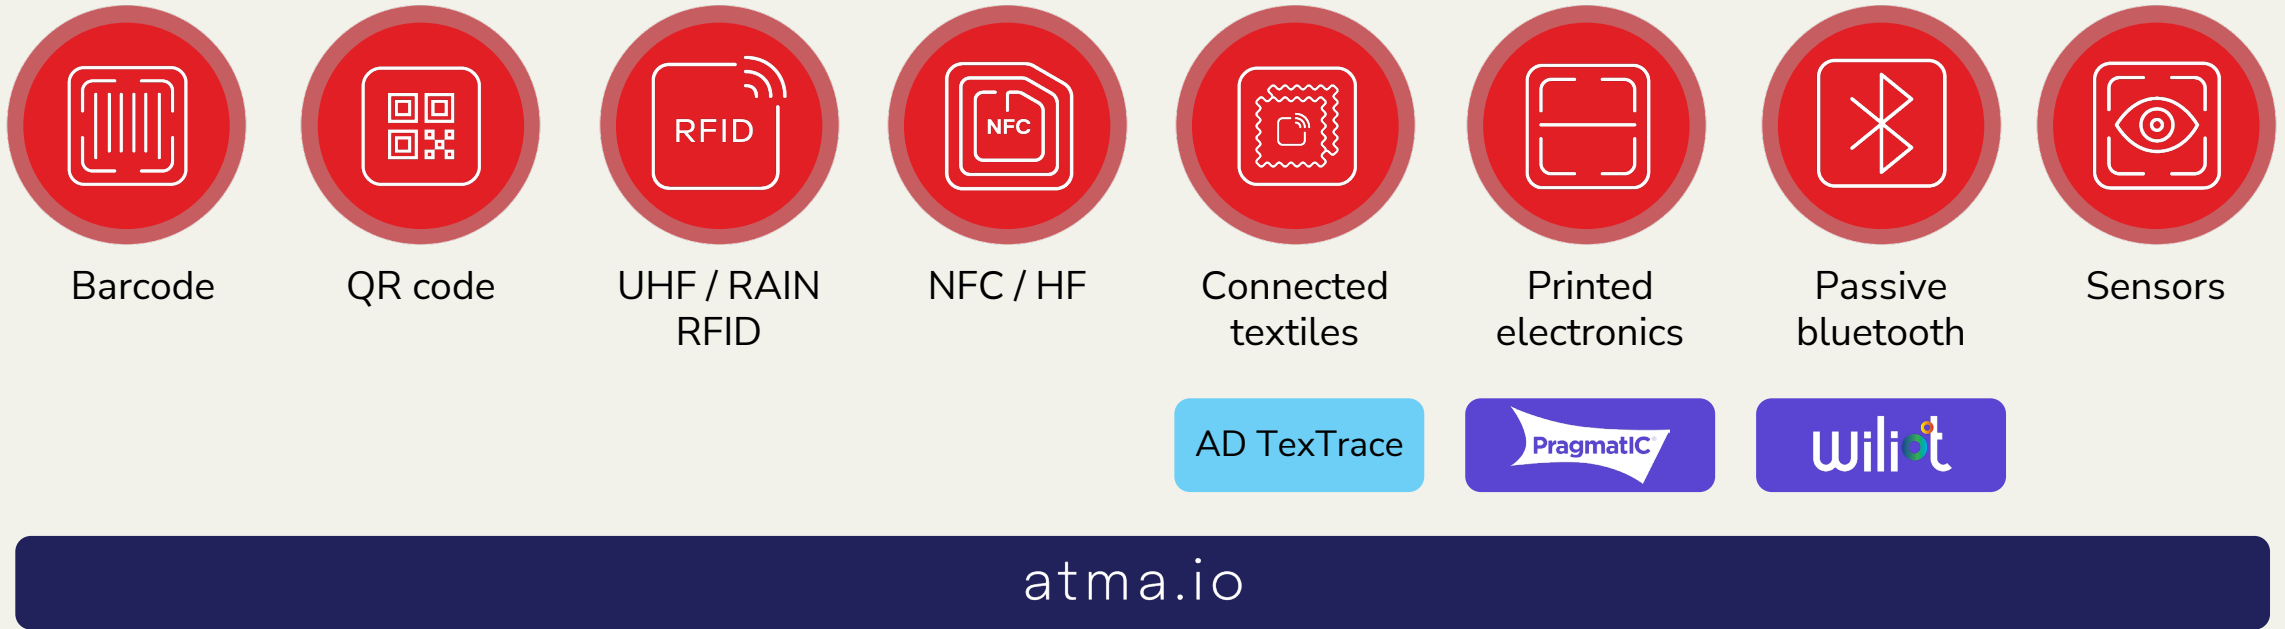 RFID
NFC
Barcode
QR code
UHF / RAIN
RFID
NFC / HF
Connected
textiles
Printed
electronics
Passive
bluetooth
Sensors
AD TexTrace
PragmatIC
wiliot
atma.io